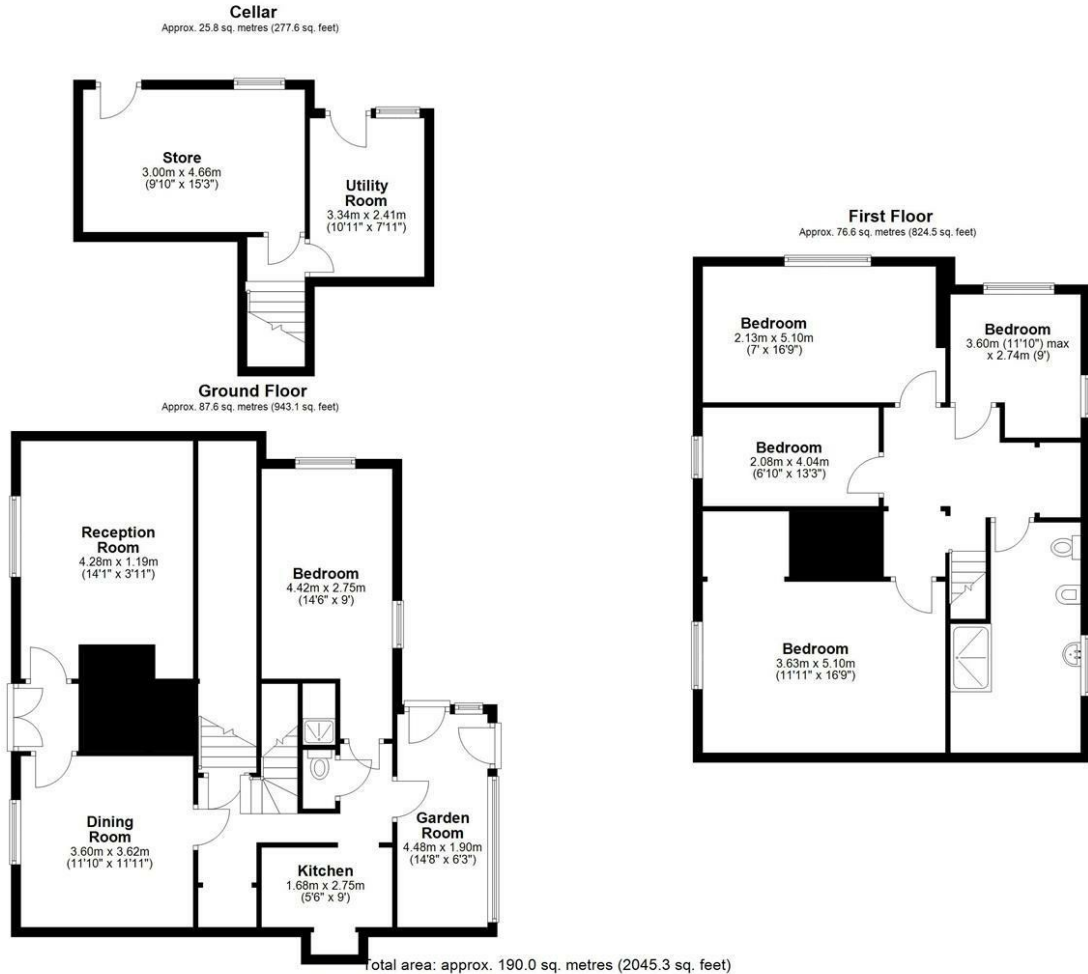 Cellar
Approx. 25.8 sq. metres (277.6 sq. feet)
Store
3.00m x 4.66m
(9'10" x 15'3")
Utility
Room
3.34m x 2.41m
(10'11" x 7'11")
First Floor
Approx. 76.6 sq. metres (824.5 sq. feet)
Bedroom
2.13m x 5.10m
(7' x 16'9")
Bedroom
3.60m (11'10") max
x 2.74m (9')
Bedroom
2.08m x 4.04m
(6'10" x 13'3")
Bedroom
3.63m x 5.10m
(11'11" x 16'9")
Ground Floor
Approx. 87.6 sq. metres (943.1 sq. feet)
Reception
Room
4.28m x 1.19m
(14'1" x 3'11")
Bedroom
4.42m x 2.75m
(14'6" x 9')
Dining
Room
3.60m x 3.62m
(11'10" x 11'11")
Kitchen
1.68m x 2.75m
(5'6" x 9')
Garden
Room
4.48m x 1.90m
(14'8" x 6'3")
Total area: approx. 190.0 sq. metres (2045.3 sq. feet)